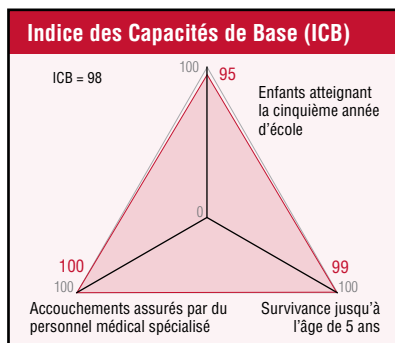 Indice des Capacités de Base (ICB)
ICB = 98
100
95
Enfants atteignant
la cinquième année
d'école
0
100
100
99
100
Accouchements assurés par du
personnel médical spécialisé
Survivance jusqu'à
l'âge de 5 ans